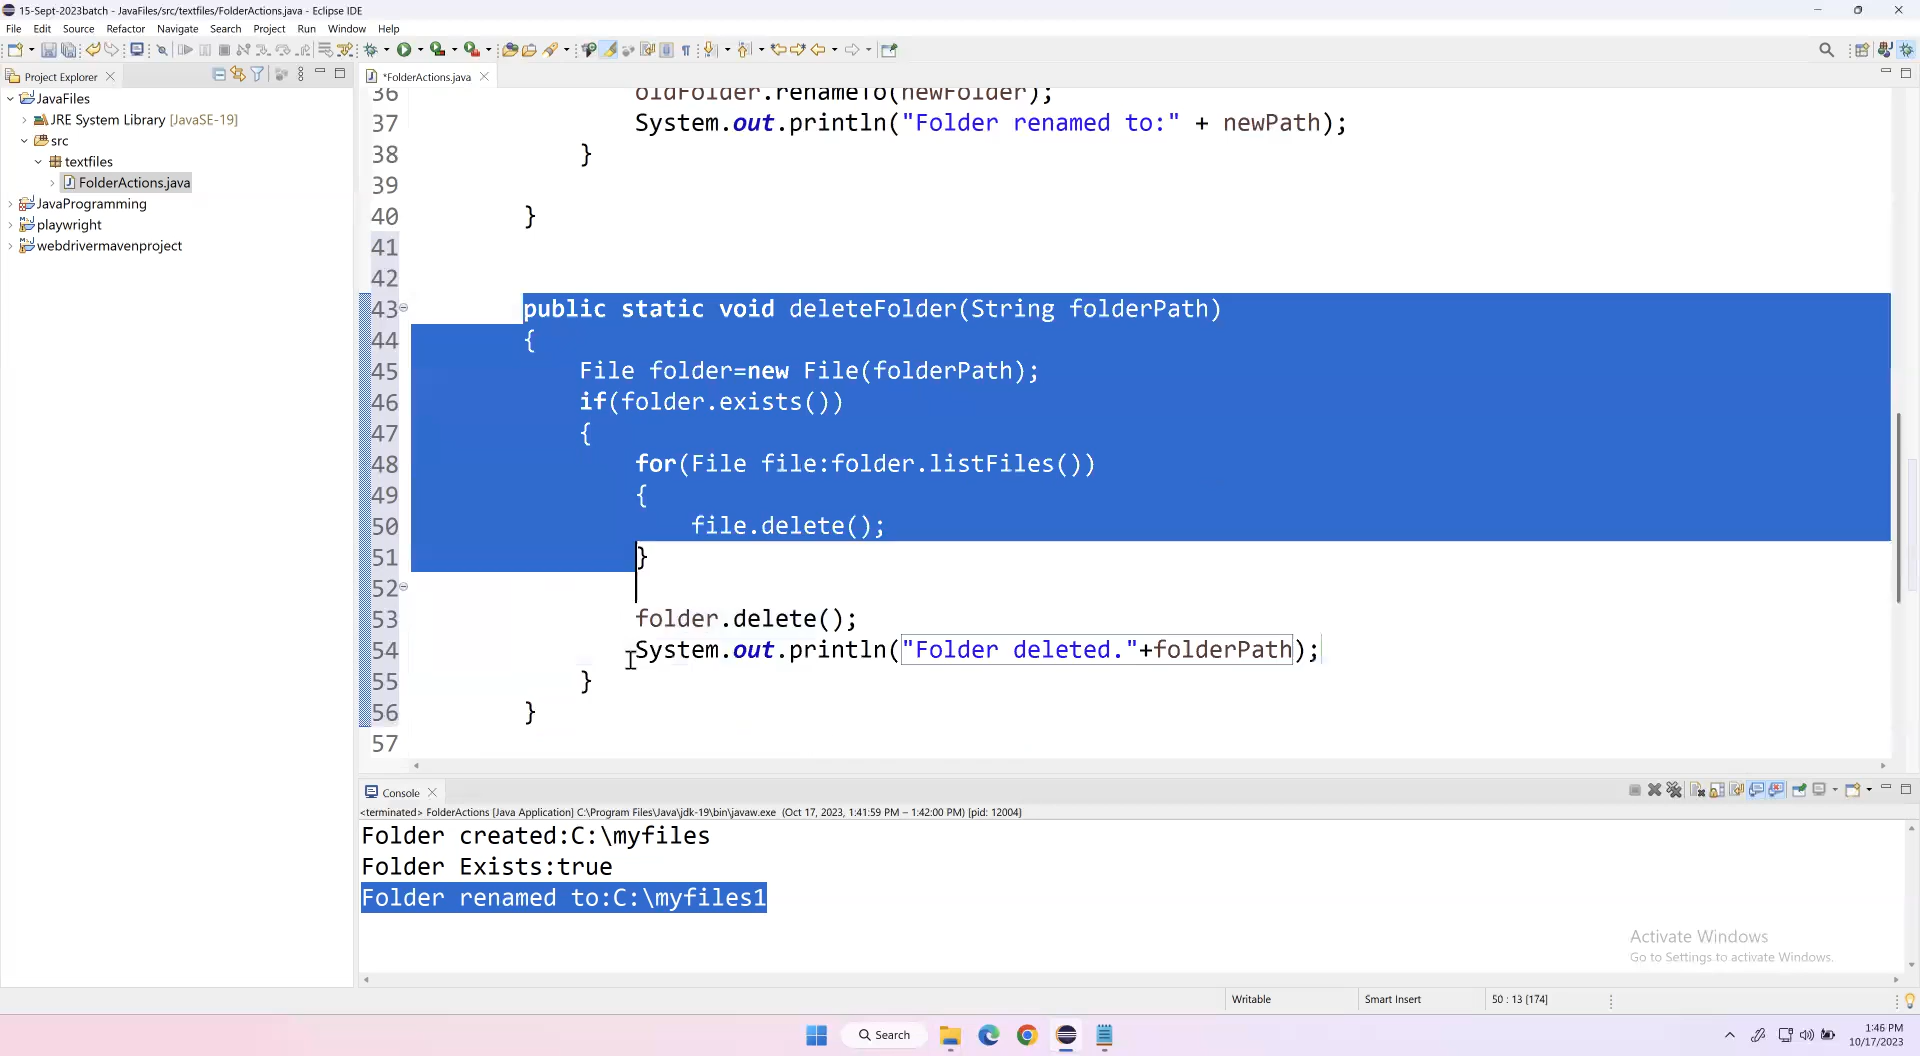 15-Sept-2023batch - JavaFiles/src/textfiles/FolderActions.java - Eclipse IDE
File Edit Source Refactor Navigate Search Project Run Window Help
Project Explorer
JavaFiles
JRE System Library [JavaSE-19]
src
textfiles
FolderActions.java
JavaProgramming
playwright
webdrivermavenproject
*FolderActions.java
36 oldFolder.renameTo(newFolder);
37 System.out.println("Folder renamed to:" + newPath);
38 }
39
40 }
41
42
43 public static void deleteFolder(String folderPath)
44 {
45 File folder=new File(folderPath);
46 if(folder.exists())
47 {
48 for(File file:folder.listFiles())
49 {
50 file.delete();
51 }
52
53 folder.delete();
54 System.out.println("Folder deleted."+folderPath);
55 }
56 }
57
Console
<terminated> FolderActions [Java Application] C:\Program Files\Java\jdk-19\bin\javaw.exe (Oct 17, 2023, 1:41:59 PM – 1:42:00 PM) [pid: 12004]
Folder created:C:\myfiles
Folder Exists:true
Folder renamed to:C:\myfiles1
Activate Windows
Go to Settings to activate Windows.
Writable Smart Insert 50 : 13 [174]
Search
1:46 PM
10/17/2023